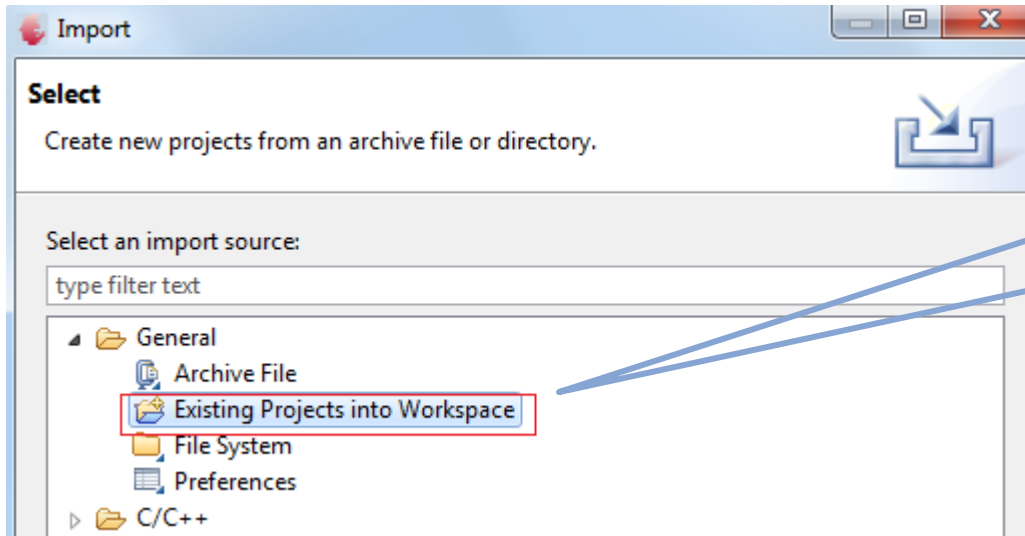 Import
Select
Create new projects from an archive file or directory.
Select an import source:
type filter text
General
Archive File
Existing Projects into Workspace
File System
Preferences
C/C++